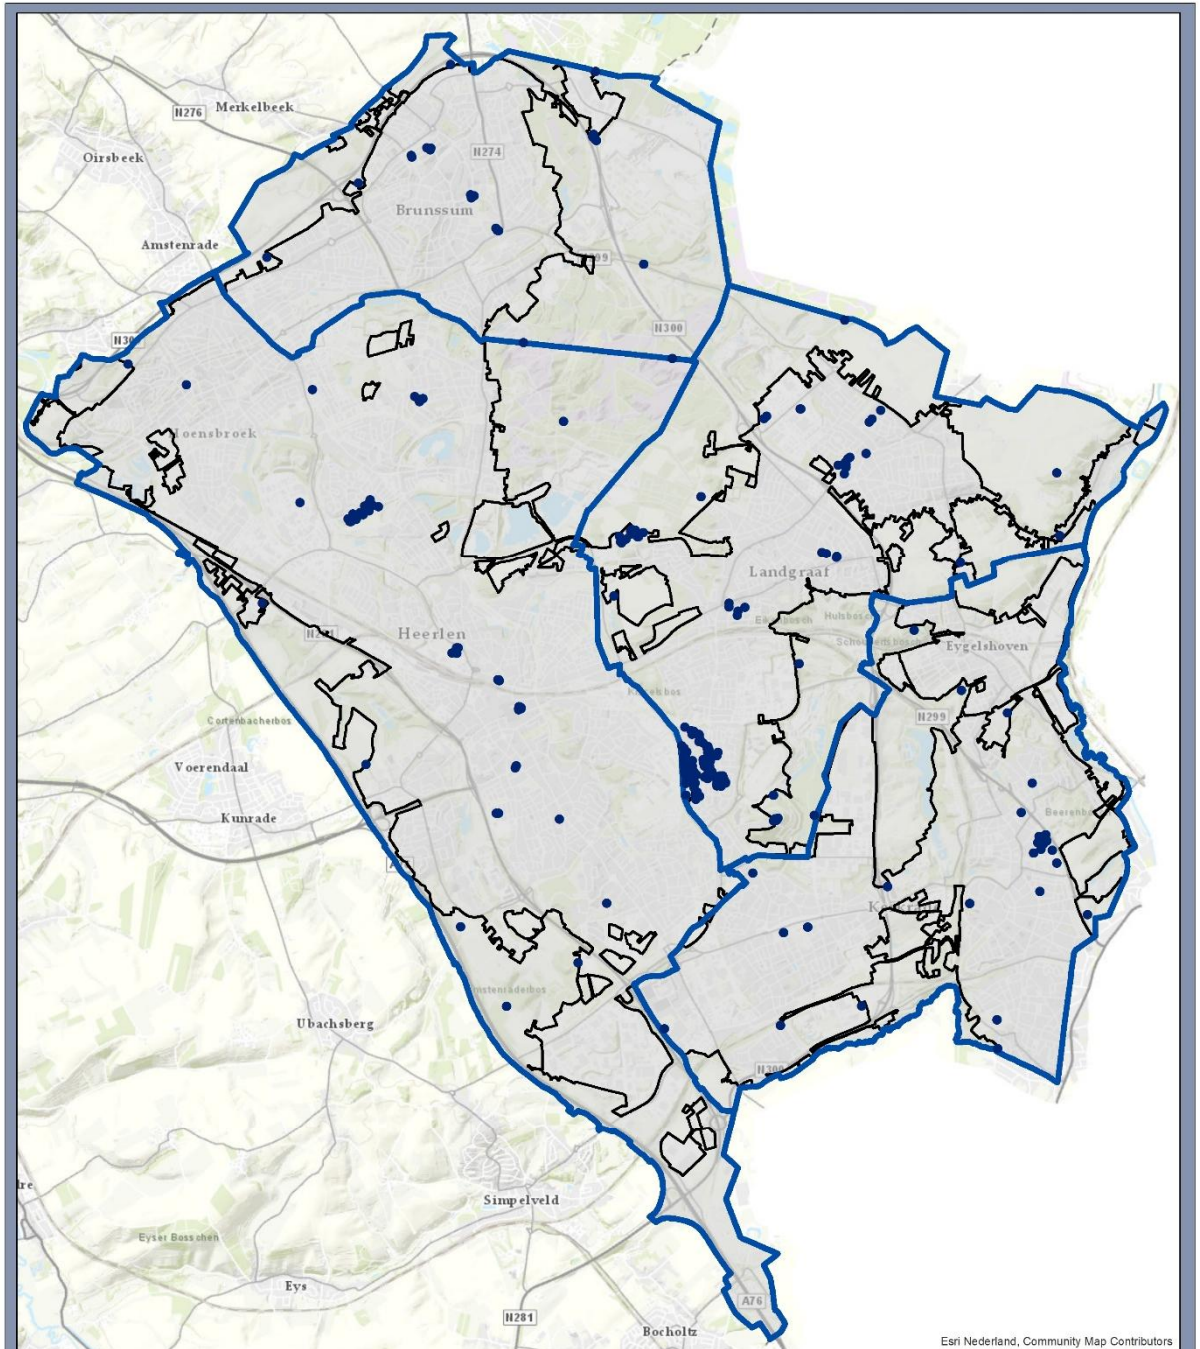 N276
Merkelbeek
Oirsbeek
N274
Brunssum
Amstenrade
N300
Hoensbroek
Landgraaf
Heerlen
Eygelshoven
Cortenbacherbos
N299
Voerendaal
Kunrade
Ubachsberg
N300
Simpelveld
Eyser Bosschen
Eys
A76
N281
Bocholtz
Esri Nederland, Community Map Contributors